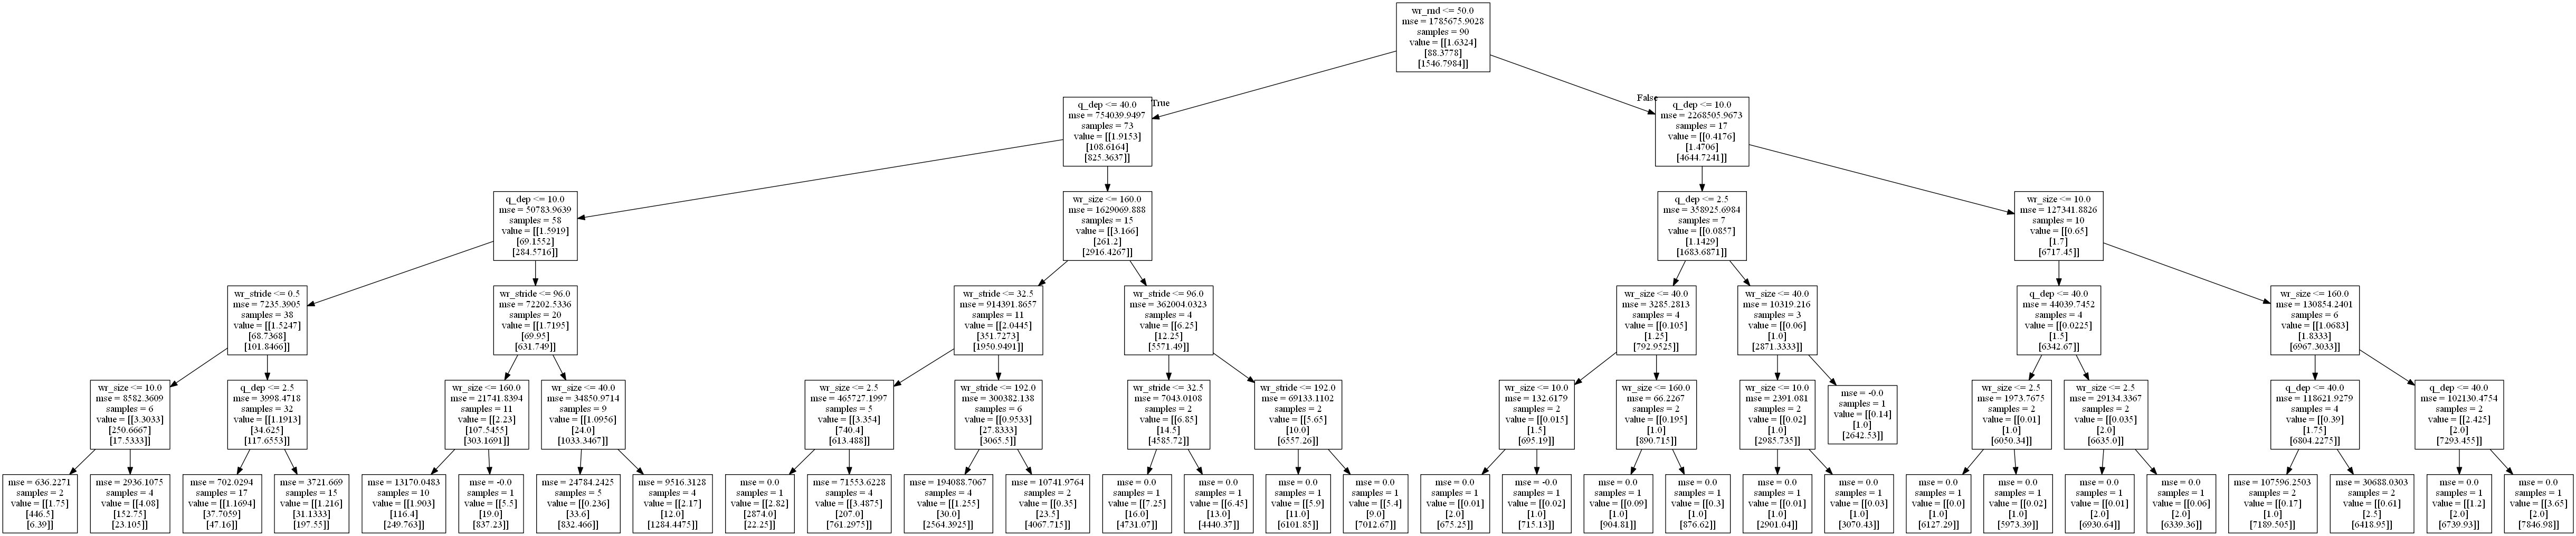 wr_rnd <= 50.0
mse = 1785675.9028
samples = 90
value = [[1.6324]
[88.3778]
[1546.7984]]
True
False
q_dep <= 40.0
mse = 754039.9497
samples = 73
value = [[1.9153]
[108.6164]
[825.3637]]
q_dep <= 10.0
mse = 2268505.9673
samples = 17
value = [[0.4176]
[1.4706]
[4644.7241]]
q_dep <= 10.0
mse = 50783.9639
samples = 58
value = [[1.5919]
[69.1552]
[284.5716]]
wr_size <= 160.0
mse = 1629069.888
samples = 15
value = [[3.166]
[261.2]
[2916.4267]]
q_dep <= 2.5
mse = 358925.6984
samples = 7
value = [[0.0857]
[1.1429]
[1683.6871]]
wr_size <= 10.0
mse = 127341.8826
samples = 10
value = [[0.65]
[1.7]
[6717.45]]
wr_stride <= 0.5
mse = 7235.3905
samples = 38
value = [[1.5247]
[68.7368]
[101.8466]]
wr_stride <= 96.0
mse = 72202.5336
samples = 20
value = [[1.7195]
[69.95]
[631.749]]
wr_stride <= 32.5
mse = 914391.8657
samples = 11
value = [[2.0445]
[351.7273]
[1950.9491]]
wr_stride <= 96.0
mse = 362004.0323
samples = 4
value = [[6.25]
[12.25]
[5571.49]]
wr_size <= 40.0
mse = 3285.2813
samples = 4
value = [[0.105]
[1.25]
[792.9525]]
wr_size <= 40.0
mse = 10319.216
samples = 3
value = [[0.06]
[1.0]
[2871.3333]]
q_dep <= 40.0
mse = 44039.7452
samples = 4
value = [[0.0225]
[1.5]
[6342.67]]
wr_size <= 160.0
mse = 130854.2401
samples = 6
value = [[1.0683]
[1.8333]
[6967.3033]]
wr_size <= 10.0
mse = 8582.3609
samples = 6
value = [[3.3033]
[250.6667]
[17.5333]]
q_dep <= 2.5
mse = 3998.4718
samples = 32
value = [[1.1913]
[34.625]
[117.6553]]
wr_size <= 160.0
mse = 21741.8394
samples = 11
value = [[2.23]
[107.5455]
[303.1691]]
wr_size <= 40.0
mse = 34850.9714
samples = 9
value = [[1.0956]
[24.0]
[1033.3467]]
wr_size <= 2.5
mse = 465727.1997
samples = 5
value = [[3.354]
[740.4]
[613.488]]
wr_stride <= 192.0
mse = 300382.138
samples = 6
value = [[0.9533]
[27.8333]
[3065.5]]
wr_stride <= 32.5
mse = 7043.0108
samples = 2
value = [[6.85]
[14.5]
[4585.72]]
wr_stride <= 192.0
mse = 69133.1102
samples = 2
value = [[5.65]
[10.0]
[6557.26]]
wr_size <= 10.0
mse = 132.6179
samples = 2
value = [[0.015]
[1.5]
[695.19]]
wr_size <= 160.0
mse = 66.2267
samples = 2
value = [[0.195]
[1.0]
[890.715]]
wr_size <= 10.0
mse = 2391.081
samples = 2
value = [[0.02]
[1.0]
[2985.735]]
mse = -0.0
samples = 1
value = [[0.14]
[1.0]
[2642.53]]
wr_size <= 2.5
mse = 1973.7675
samples = 2
value = [[0.01]
[1.0]
[6050.34]]
wr_size <= 2.5
mse = 29134.3367
samples = 2
value = [[0.035]
[2.0]
[6635.0]]
q_dep <= 40.0
mse = 118621.9279
samples = 4
value = [[0.39]
[1.75]
[6804.2275]]
q_dep <= 40.0
mse = 102130.4754
samples = 2
value = [[2.425]
[2.0]
[7293.455]]
mse = 636.2271
samples = 2
value = [[1.75]
[446.5]
[6.39]]
mse = 2936.1075
samples = 4
value = [[4.08]
[152.75]
[23.105]]
mse = 702.0294
samples = 17
value = [[1.1694]
[37.7059]
[47.16]]
mse = 3721.669
samples = 15
value = [[1.216]
[31.1333]
[197.55]]
mse = 13170.0483
samples = 10
value = [[1.903]
[116.4]
[249.763]]
mse = -0.0
samples = 1
value = [[5.5]
[19.0]
[837.23]]
mse = 24784.2425
samples = 5
value = [[0.236]
[33.6]
[832.466]]
mse = 9516.3128
samples = 4
value = [[2.17]
[12.0]
[1284.4475]]
mse = 0.0
samples = 1
value = [[2.82]
[2874.0]
[22.25]]
mse = 71553.6228
samples = 4
value = [[3.4875]
[207.0]
[761.2975]]
mse = 194088.7067
samples = 4
value = [[1.255]
[30.0]
[2564.3925]]
mse = 10741.9764
samples = 2
value = [[0.35]
[23.5]
[4067.715]]
mse = 0.0
samples = 1
value = [[7.25]
[16.0]
[4731.07]]
mse = 0.0
samples = 1
value = [[6.45]
[13.0]
[4440.37]]
mse = 0.0
samples = 1
value = [[5.9]
[11.0]
[6101.85]]
mse = 0.0
samples = 1
value = [[5.4]
[9.0]
[7012.67]]
mse = 0.0
samples = 1
value = [[0.01]
[2.0]
[675.25]]
mse = -0.0
samples = 1
value = [[0.02]
[1.0]
[715.13]]
mse = 0.0
samples = 1
value = [[0.09]
[1.0]
[904.81]]
mse = 0.0
samples = 1
value = [[0.3]
[1.0]
[876.62]]
mse = 0.0
samples = 1
value = [[0.01]
[1.0]
[2901.04]]
mse = 0.0
samples = 1
value = [[0.03]
[1.0]
[3070.43]]
mse = 0.0
samples = 1
value = [[0.0]
[1.0]
[6127.29]]
mse = 0.0
samples = 1
value = [[0.02]
[1.0]
[5973.39]]
mse = 0.0
samples = 1
value = [[0.01]
[2.0]
[6930.64]]
mse = 0.0
samples = 1
value = [[0.06]
[2.0]
[6339.36]]
mse = 107596.2503
samples = 2
value = [[0.17]
[1.0]
[7189.505]]
mse = 30688.0303
samples = 2
value = [[0.61]
[2.5]
[6418.95]]
mse = 0.0
samples = 1
value = [[1.2]
[2.0]
[6739.93]]
mse = 0.0
samples = 1
value = [[3.65]
[2.0]
[7846.98]]